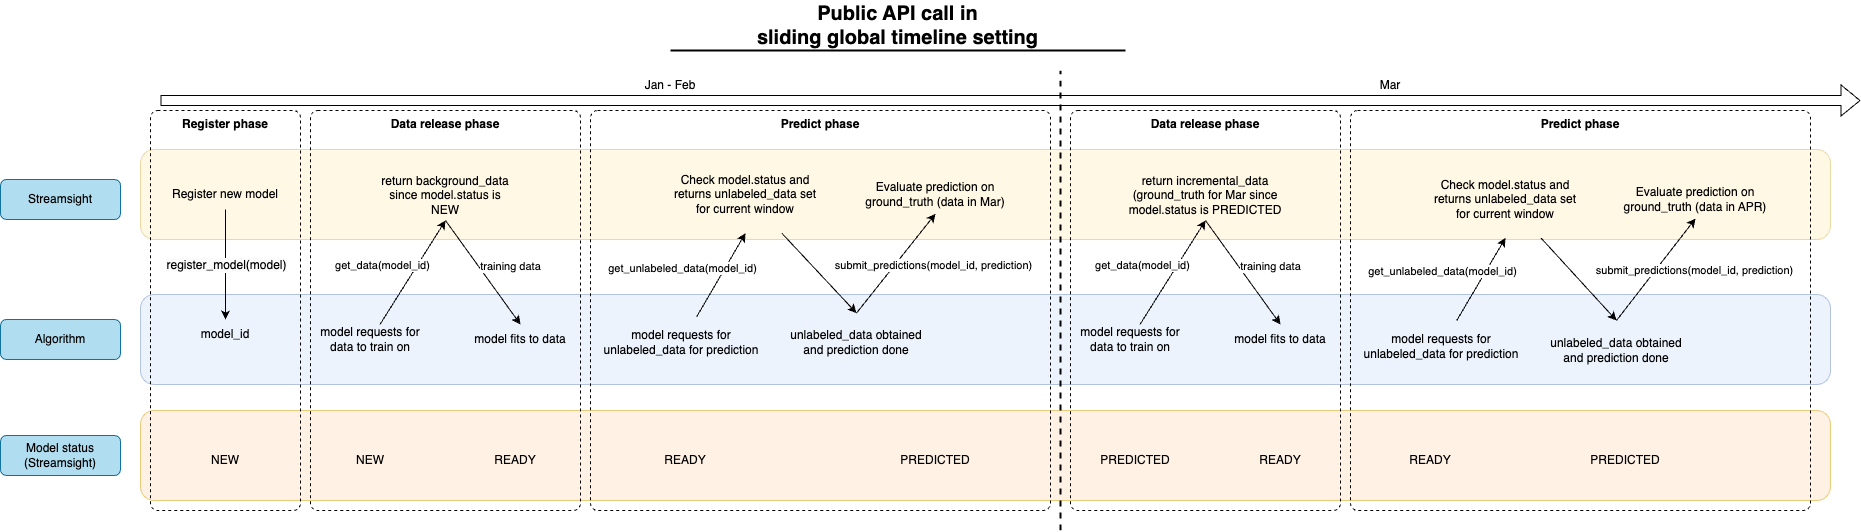 Public API call in
sliding global timeline setting
Jan - Feb
Mar
Register phase
Data release phase
Predict phase
Data release phase
Predict phase
Streamsight
Register new model
return background_data
since model.status is
NEW
Check model.status and
returns unlabeled_data set
for current window
Evaluate prediction on
ground_truth (data in Mar)
return incremental_data
(ground_truth for Mar since
model.status is PREDICTED
Check model.status and
returns unlabeled_data set
for current window
Evaluate prediction on
ground_truth (data in APR)
register_model(model)
get_data(model_id)
training data
get_unlabeled_data(model_id)
submit_predictions(model_id, prediction)
get_data(model_id)
training data
get_unlabeled_data(model_id)
submit_predictions(model_id, prediction)
Algorithm
model_id
model requests for
data to train on
model fits to data
model requests for
unlabeled_data for prediction
unlabeled_data obtained
and prediction done
model requests for
data to train on
model fits to data
model requests for
unlabeled_data for prediction
unlabeled_data obtained
and prediction done
Model status
(Streamsight)
NEW
NEW
READY
READY
PREDICTED
PREDICTED
READY
READY
PREDICTED